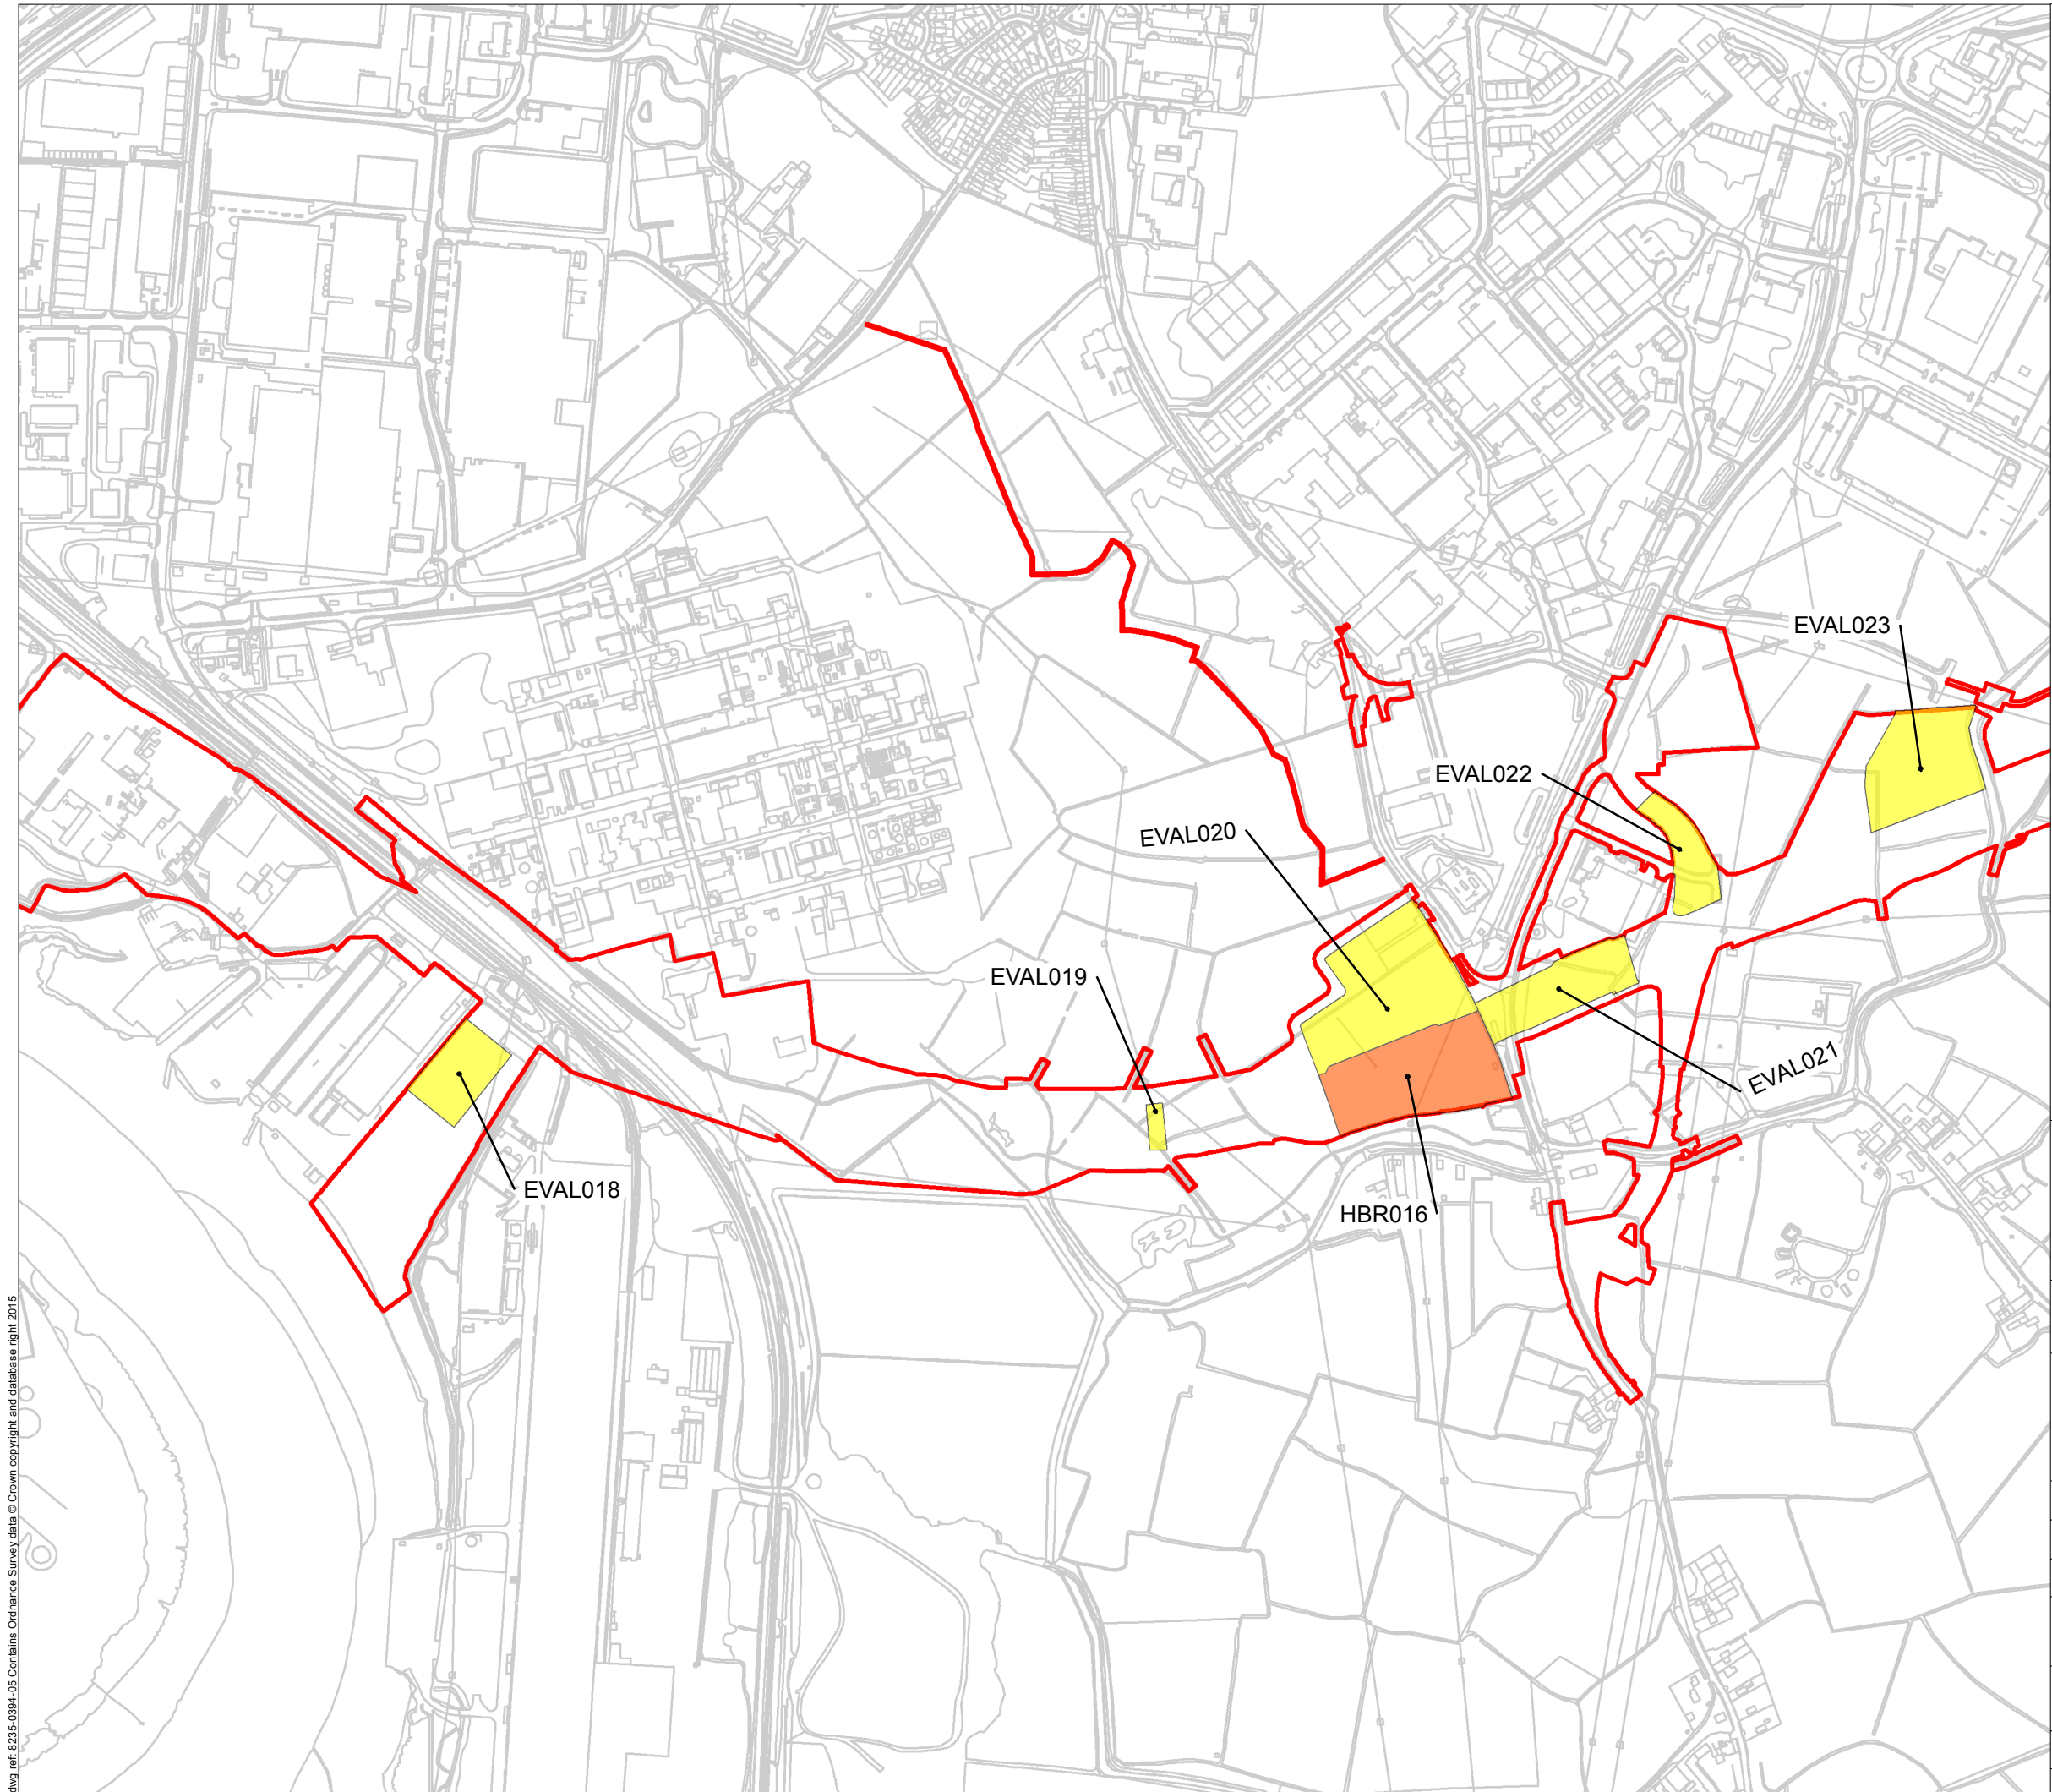 EVAL023
EVAL022
EVAL020
EVAL019
EVAL021
EVAL018
HBR016
dwg ref: 8235-0394-05 Contains Ordnance Survey data © Crown copyright and database right 2015